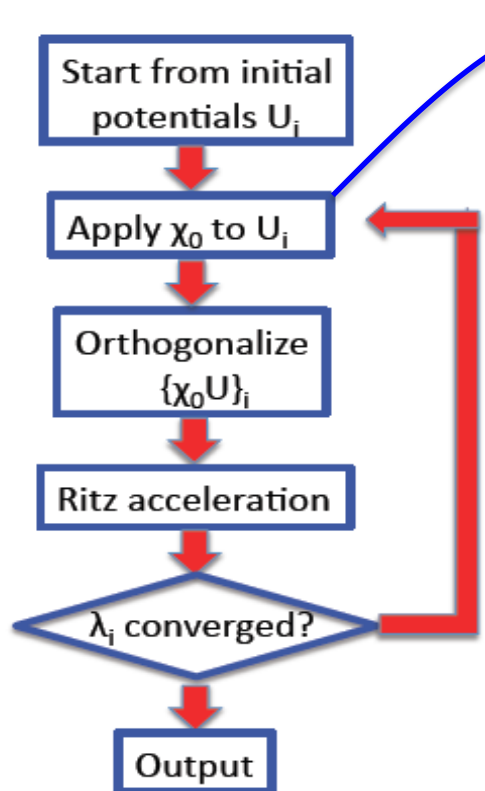 Start from initial
potentials Uᵢ
Apply χ₀ to Uᵢ
Orthogonalize
{χ₀U}ᵢ
Ritz acceleration
λᵢ converged?
Output